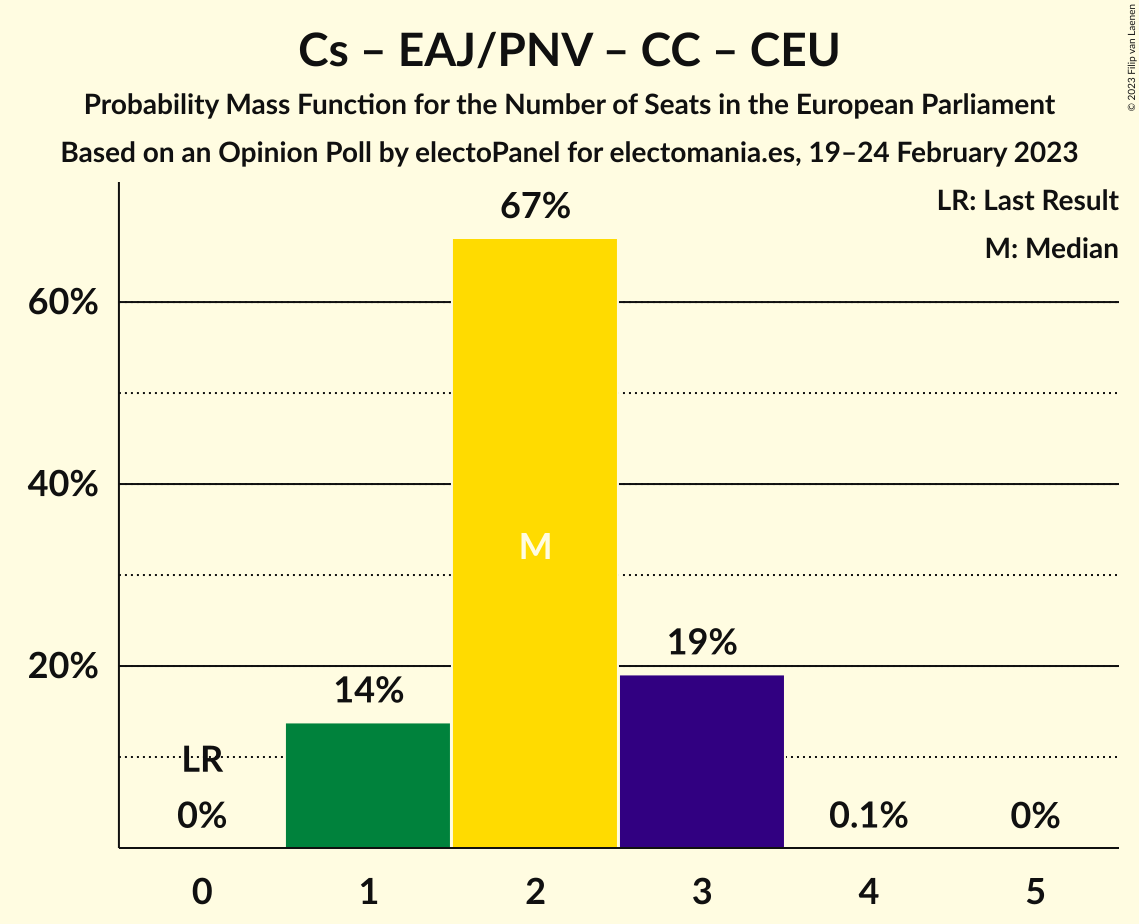 Cs – EAJ/PNV – CC – CEU
Probability Mass Function for the Number of Seats in the European Parliament
Based on an Opinion Poll by electoPanel for electomania.es, 19–24 February 2023
© 2023 Filip van Laenen
LR: Last Result
M: Median
67%
60%
40%
M
19%
20%
14%
LR
0%
0.1%
0%
0 1 2 3 4 5